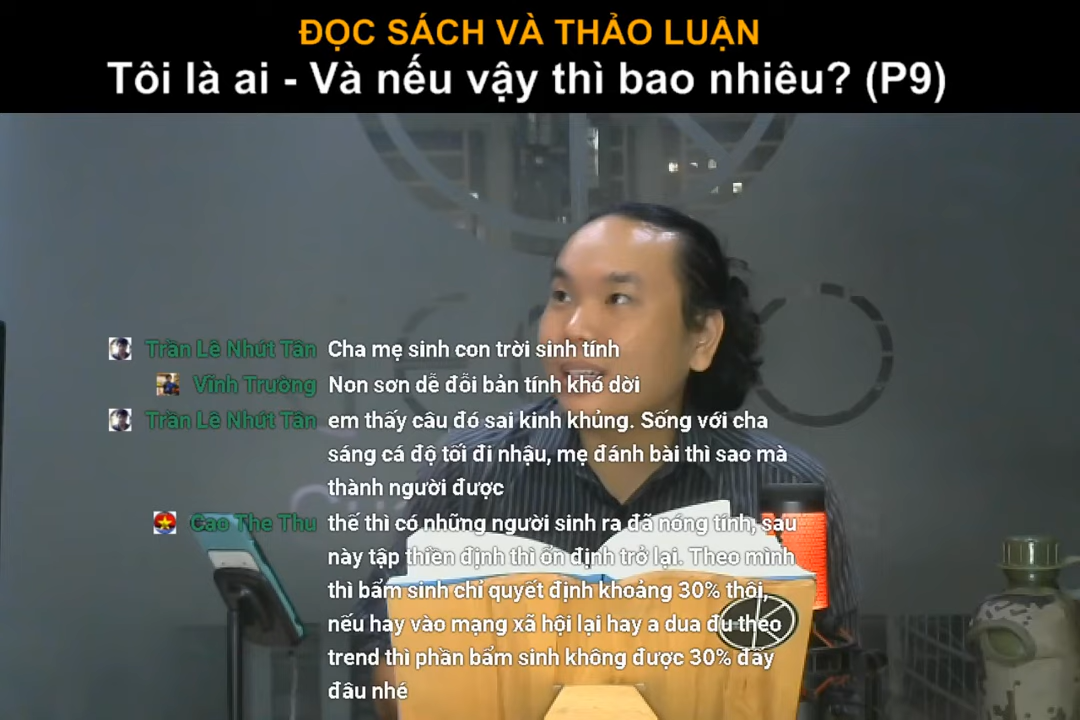 ĐỌC SÁCH VÀ THẢO LUẬN
Tôi là ai - Và nếu vậy thì bao nhiêu? (P9)
Trần Lê Nhứt Tân Cha mẹ sinh con trời sinh tính
Vĩnh Trường Non sơn dễ đỗi bản tính khó dời
Trần Lê Nhứt Tân em thấy câu đó sai kinh khủng. Sống với cha
sáng cá độ tối đi nhậu, mẹ đánh bài thì sao mà
thành người được
Cao The Thu thế thì có những người sinh ra đã nóng tính, sau
này tập thiền định thì ổn định trở lại. Theo mình
thì bẩm sinh chỉ quyết định khoảng 30% thôi,
nếu hay vào mạng xã hội lại hay a dua đu theo
trend thì phần bẩm sinh không được 30% đấy
đâu nhé